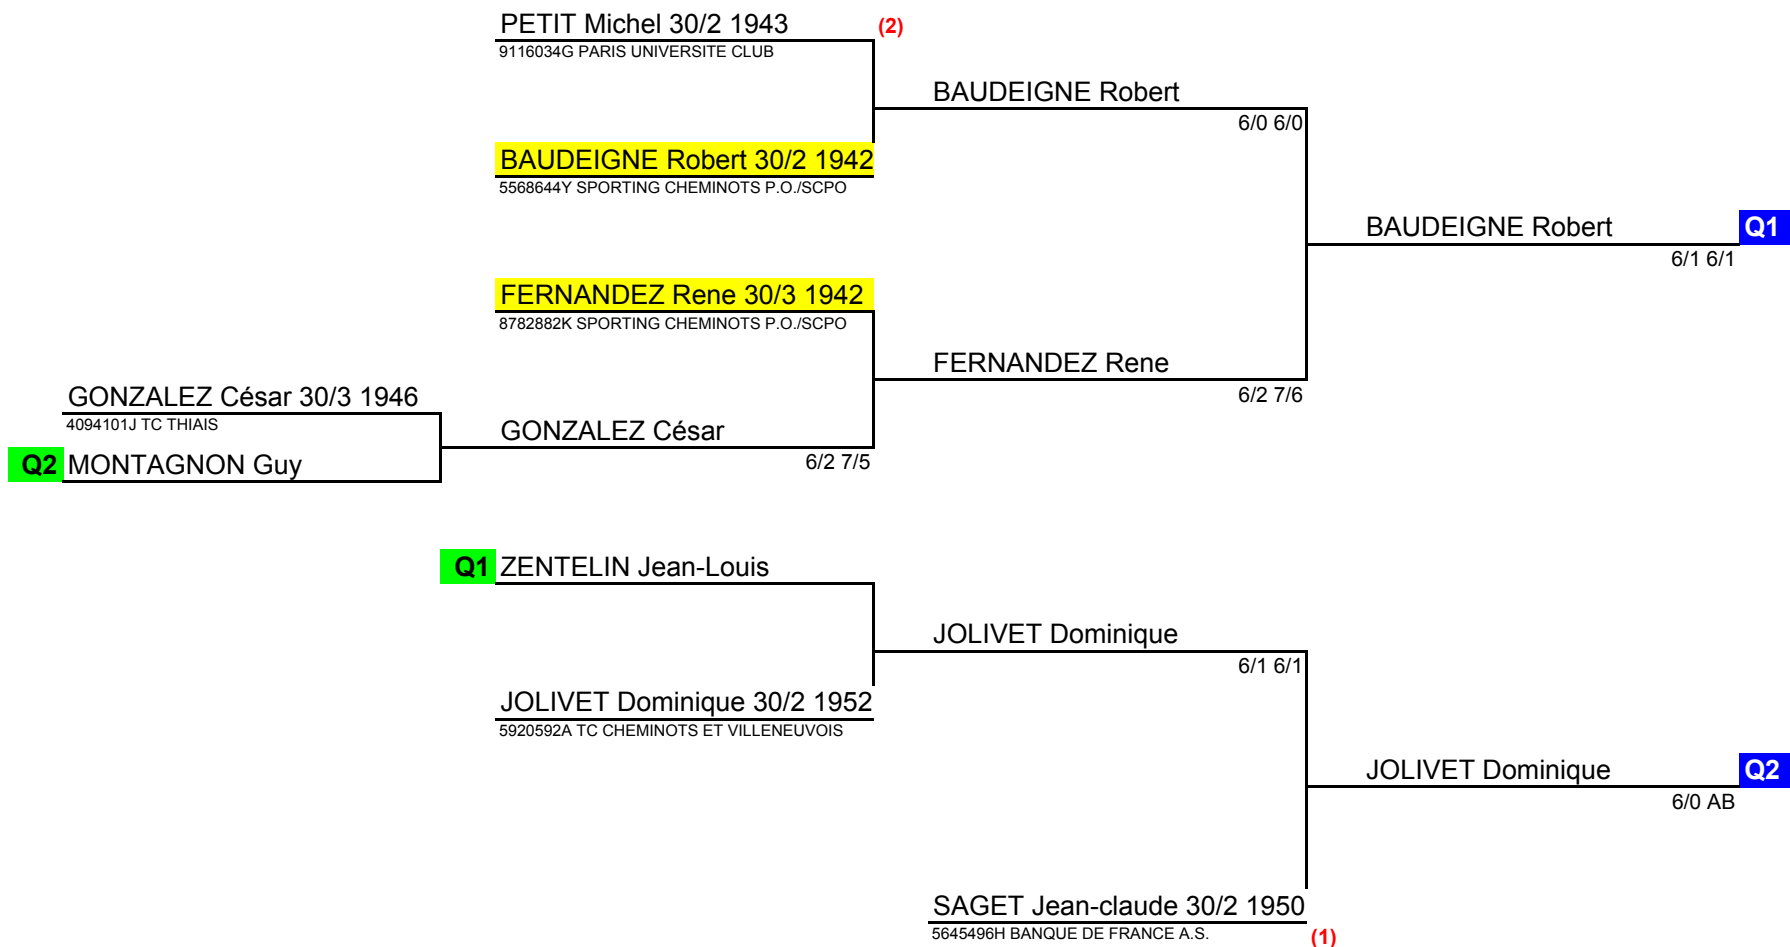 PETIT Michel 30/2 1943 (2)
9116034G PARIS UNIVERSITE CLUB
BAUDEIGNE Robert
6/0 6/0
BAUDEIGNE Robert 30/2 1942
5568644Y SPORTING CHEMINOTS P.O./SCPO
BAUDEIGNE Robert Q1
6/1 6/1
FERNANDEZ Rene 30/3 1942
8782882K SPORTING CHEMINOTS P.O./SCPO
FERNANDEZ Rene
6/2 7/6
GONZALEZ César 30/3 1946
4094101J TC THIAIS
GONZALEZ César
6/2 7/5
Q2 MONTAGNON Guy
Q1 ZENTELIN Jean-Louis
JOLIVET Dominique
6/1 6/1
JOLIVET Dominique 30/2 1952
5920592A TC CHEMINOTS ET VILLENEUVOIS
JOLIVET Dominique Q2
6/0 AB
SAGET Jean-claude 30/2 1950
5645496H BANQUE DE FRANCE A.S. (1)